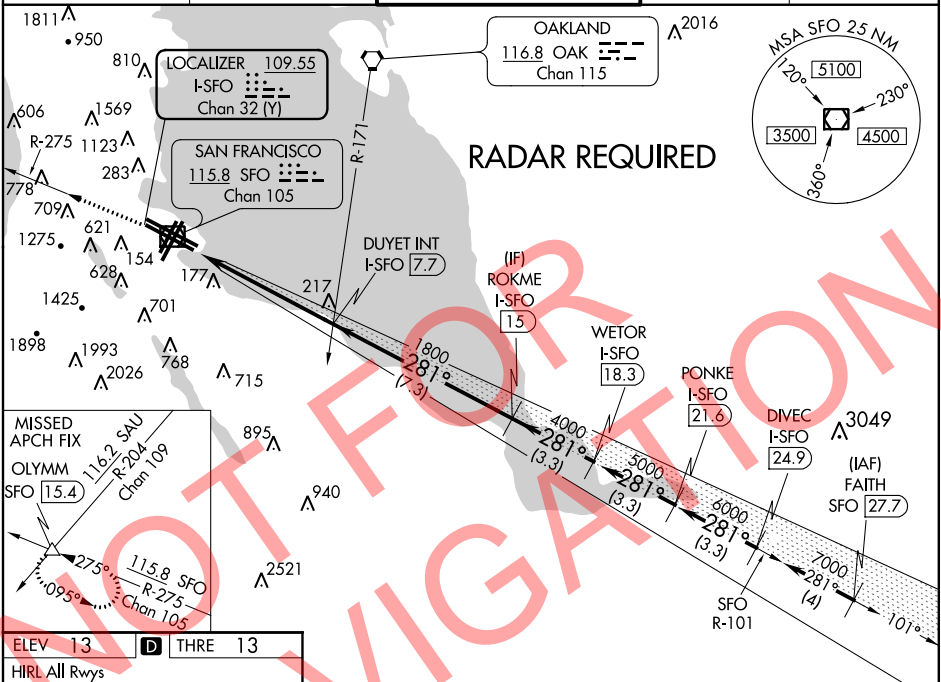 1811
950
810
LOCALIZER 109.55
I-SFO
Chan 32 (Y)
OAKLAND
116.8 OAK
Chan 115
2016
MSA SFO 25 NM
120°
5100
230°
3500
4500
360°
606
1569
R-275
1123
283
778
709
SAN FRANCISCO
115.8 SFO
Chan 105
R-171
RADAR REQUIRED
1275
621
154
628
177
DUYET INT
I-SFO 7.7
217
(IF)
ROKME
I-SFO
15
1425
701
1898
1993
2026
768
715
1800
281°
(7.3)
WETOR
I-SFO
18.3
4000
281°
(3.3)
PONKE
I-SFO
21.6
5000
281°
(3.3)
DIVEC
I-SFO
24.9
6000
281°
(3.3)
3049
(IAF)
FAITH
SFO 27.7
7000
281°
(4)
101°
SFO
R-101
895
940
2521
MISSED
APCH FIX
OLYMM
SFO 15.4
116.2 SAU
R-204
Chan 109
275°
095°
115.8 SFO
R-275
Chan 105
NOT FOR
VIGATION
ELEV 13
D
THRE 13
HIRL All Rwys